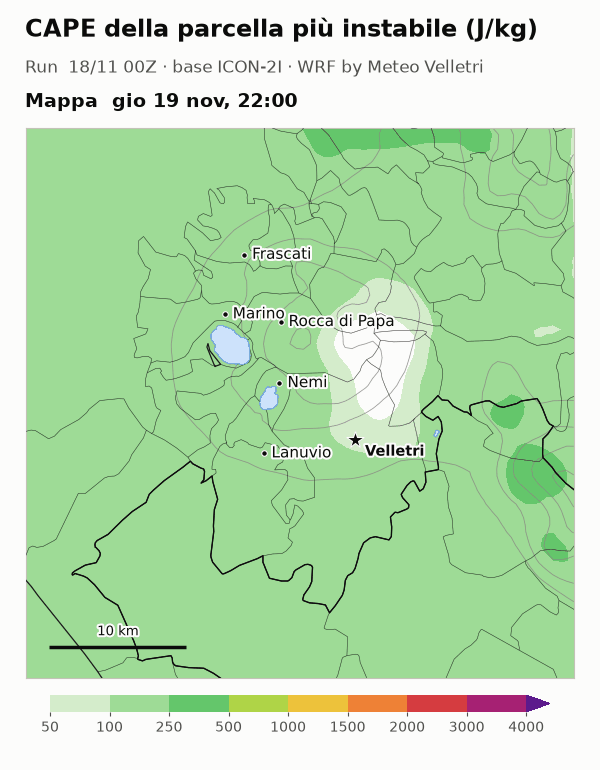 CAPE della parcella più instabile (J/kg)
Run  18/11 00Z · base ICON-2I · WRF by Meteo Velletri
Mappa  gio 19 nov, 22:00
Frascati
Marino
Rocca di Papa
Nemi
Velletri
Lanuvio
10 km
50 100 250 500 1000 1500 2000 3000 4000